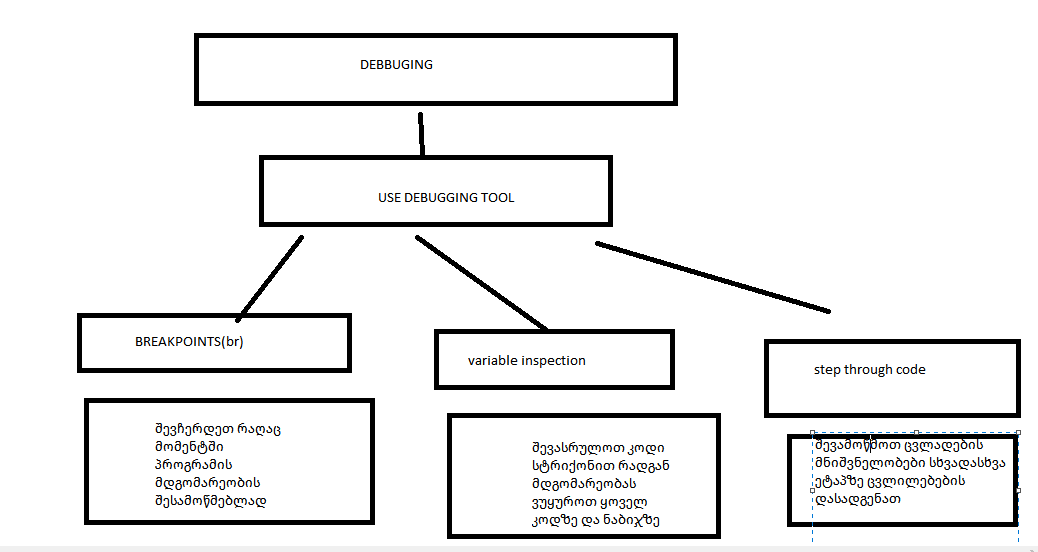 DEBBUGING
USE DEBUGGING TOOL
BREAKPOINTS(br)
variable inspection
step through code
შევჩერდეთ რაღაც
მომენტში
პროგრამის
მდგომარეობის
შესამოწმებლად
შევასრულოთ კოდი
სტრიქონით რადგან
მდგომარეობას
ვუყუროთ ყოველ
კოდზე და ნაბიჯზე
შევამოწმოთ ცვლადების
მნიშვნელობები სხვადასხვა
ეტაპზე ცვლილებების
დასადგენათ